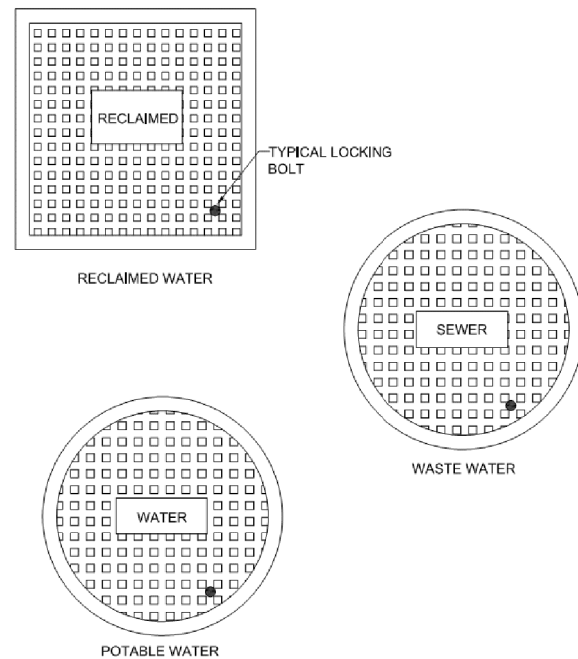 RECLAIMED
TYPICAL LOCKING
BOLT
RECLAIMED WATER
SEWER
WASTE WATER
WATER
POTABLE WATER